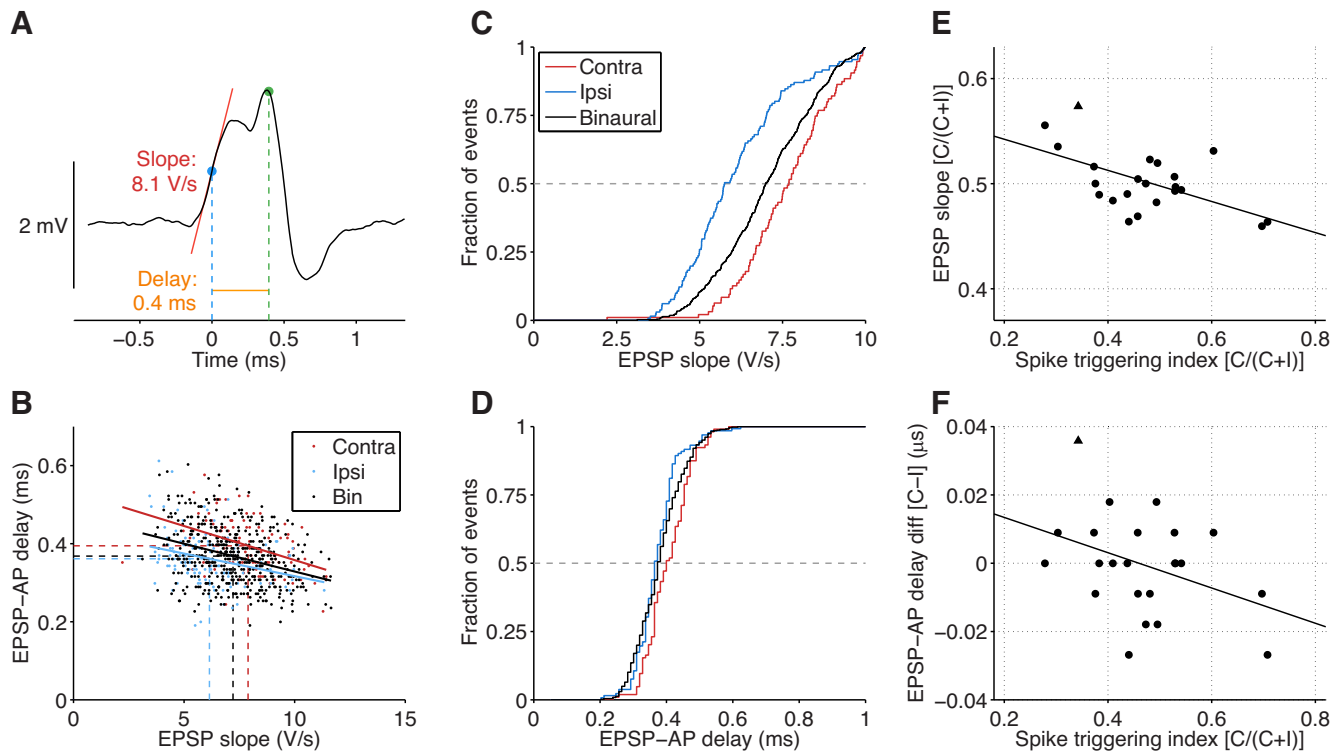 A
Slope:
8.1 V/s
2 mV
Delay:
0.4 ms
−0.5
0
0.5
1
Time (ms)
B
EPSP−AP delay (ms)
0.6
0.4
0.2
0
Contra
Ipsi
Bin
0
5
10
15
EPSP slope (V/s)
C
Fraction of events
1
0.75
0.5
0.25
0
Contra
Ipsi
Binaural
0
2.5
5
7.5
10
EPSP slope (V/s)
D
Fraction of events
1
0.75
0.5
0.25
0
0
0.2
0.4
0.6
0.8
1
EPSP−AP delay (ms)
E
EPSP slope [C/(C+I)]
0.6
0.5
0.4
0.2
0.4
0.6
0.8
Spike triggering index [C/(C+I)]
F
EPSP−AP delay diff [C−I] (µs)
0.04
0.02
0
−0.02
−0.04
0.2
0.4
0.6
0.8
Spike triggering index [C/(C+I)]